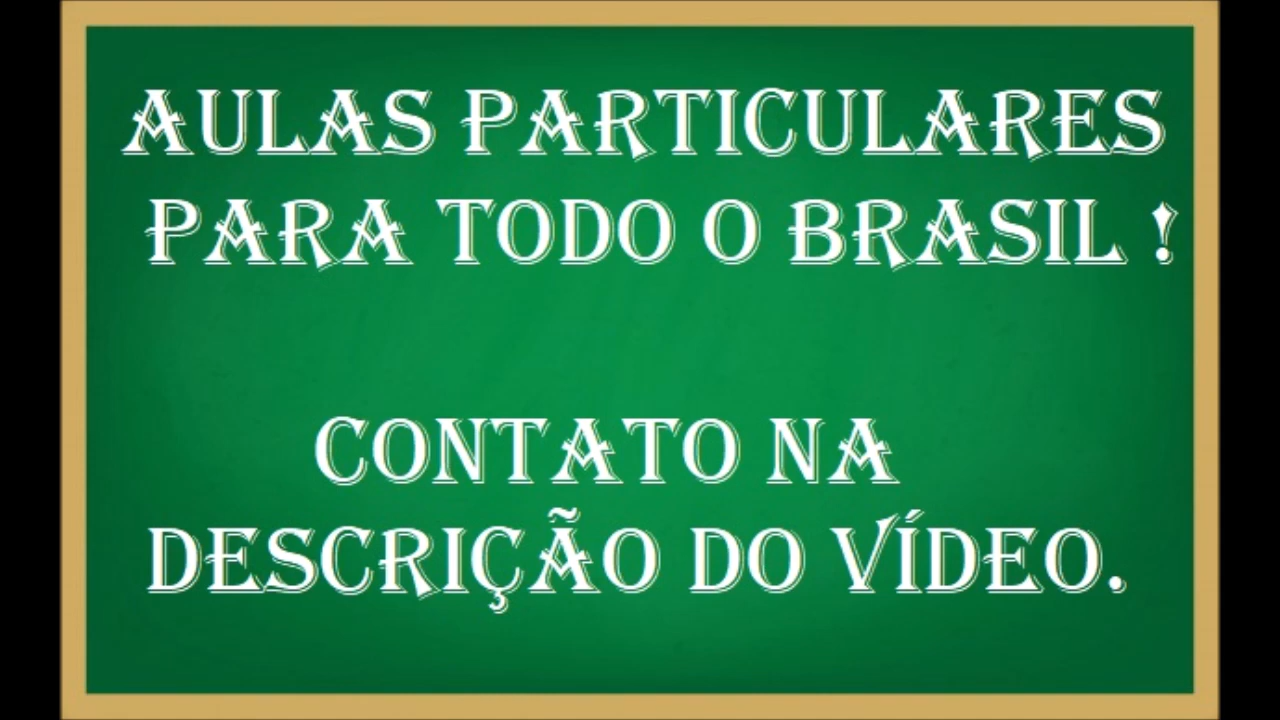 AULAS PARTICULARES
PARA TODO O BRASIL !
CONTATO NA
DESCRIÇÃO DO VÍDEO.